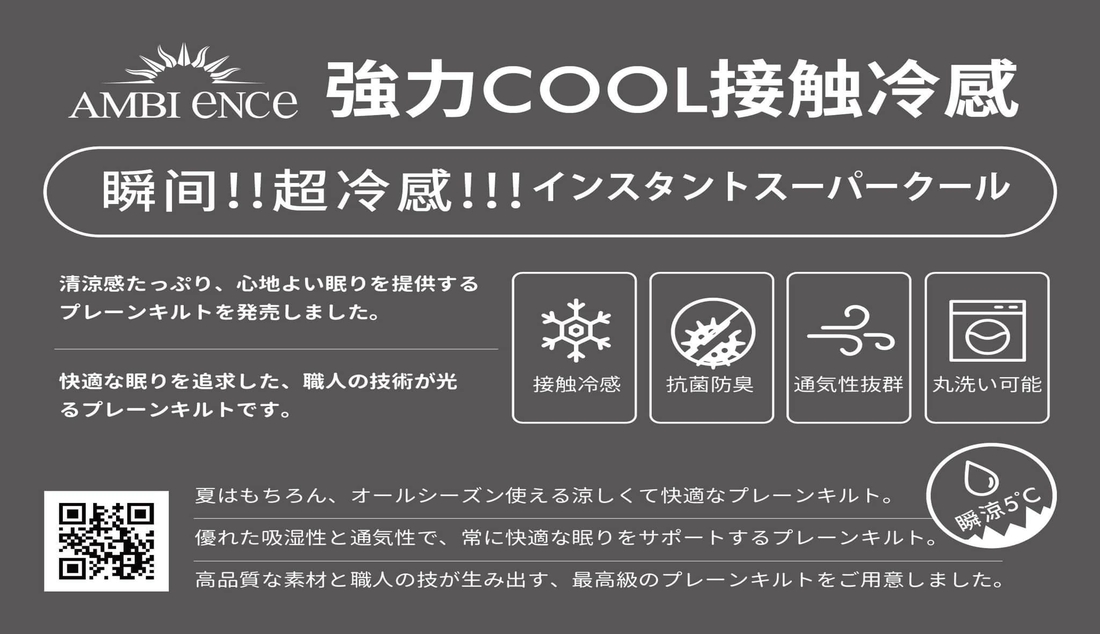 AMBI ENCE
強力COOL接触冷感
瞬间!!超冷感!!!インスタントスーパークール
清涼感たっぷり、心地よい眠りを提供する
プレーンキルトを発売しました。
快適な眠りを追求した、職人の技術が光
るプレーンキルトです。
接触冷感
抗菌防臭
通気性抜群
丸洗い可能
瞬涼5℃
夏はもちろん、オールシーズン使える涼しくて快適なプレーンキルト。
優れた吸湿性と通気性で、常に快適な眠りをサポートするプレーンキルト。
高品質な素材と職人の技が生み出す、最高級のプレーンキルトをご用意しました。